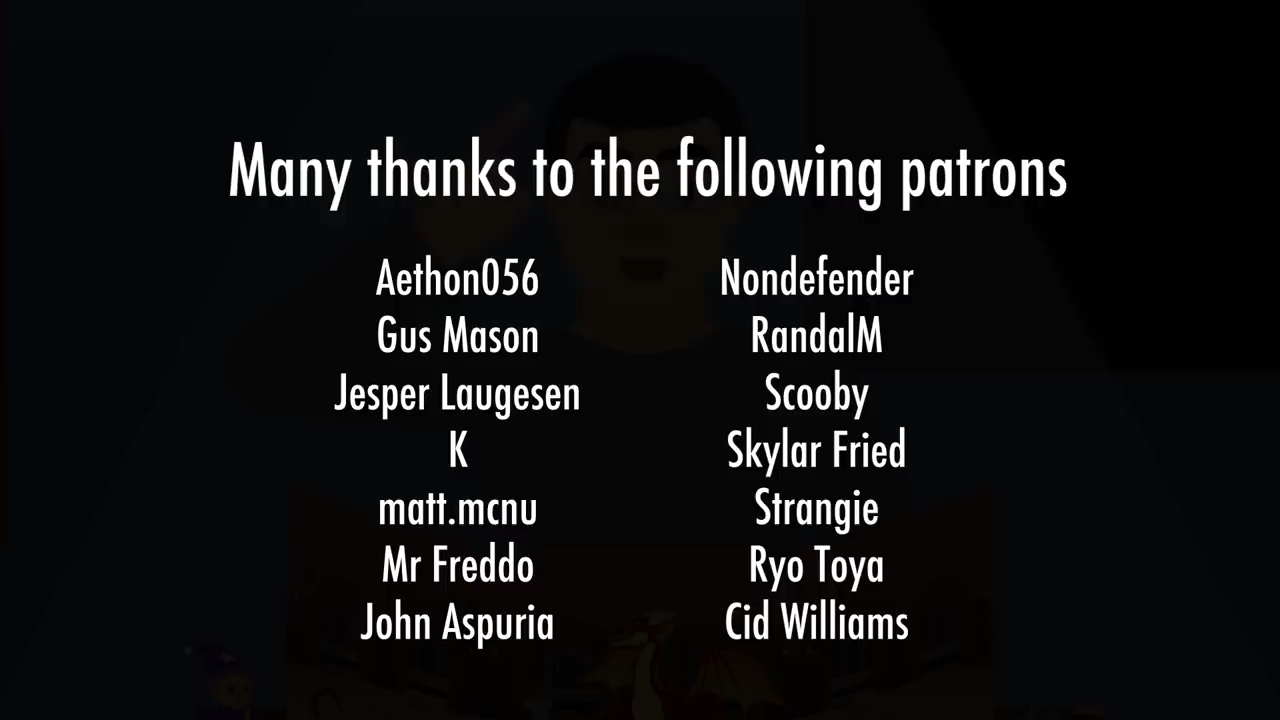 Many thanks to the following patrons
Aethon056
Gus Mason
Jesper Laugesen
K
matt.mcnu
Mr Freddo
John Aspuria
Nondefender
RandalM
Scooby
Skylar Fried
Strangie
Ryo Toya
Cid Williams